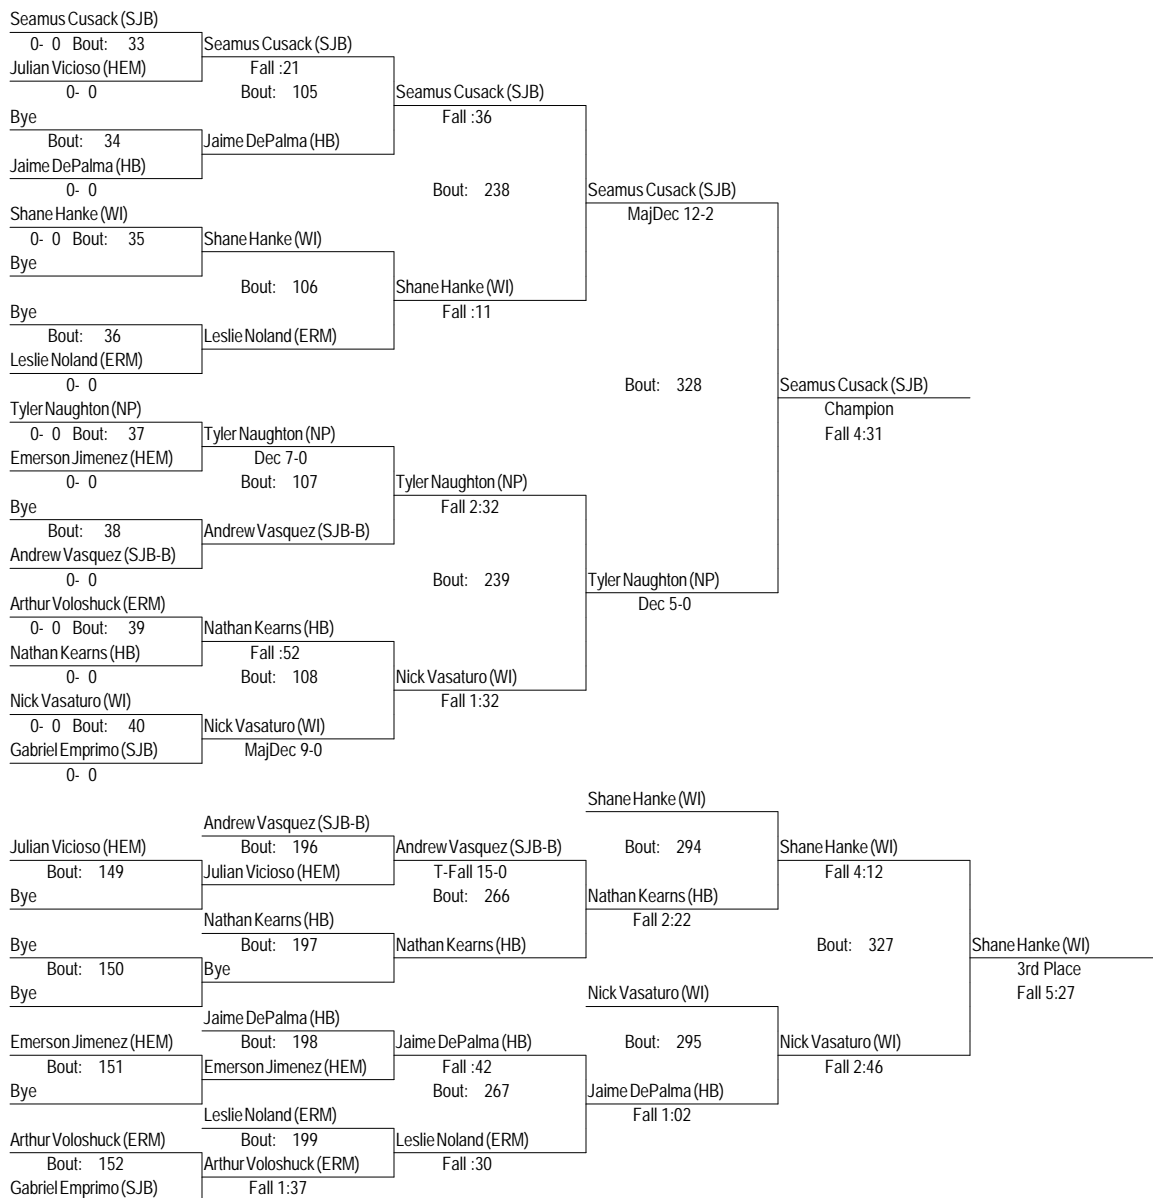 Seamus Cusack (SJB)
0- 0 Bout: 33 Seamus Cusack (SJB)
Julian Vicioso (HEM) Fall :21
0- 0 Bout: 105 Seamus Cusack (SJB)
Bye Fall :36
Bout: 34 Jaime DePalma (HB)
Jaime DePalma (HB)
0- 0 Bout: 238 Seamus Cusack (SJB)
Shane Hanke (WI) MajDec 12-2
0- 0 Bout: 35 Shane Hanke (WI)
Bye
Bout: 106 Shane Hanke (WI)
Bye Fall :11
Bout: 36 Leslie Noland (ERM)
Leslie Noland (ERM)
0- 0 Bout: 328 Seamus Cusack (SJB)
Tyler Naughton (NP) Champion
0- 0 Bout: 37 Tyler Naughton (NP) Fall 4:31
Emerson Jimenez (HEM) Dec 7-0
0- 0 Bout: 107 Tyler Naughton (NP)
Bye Fall 2:32
Bout: 38 Andrew Vasquez (SJB-B)
Andrew Vasquez (SJB-B)
0- 0 Bout: 239 Tyler Naughton (NP)
Arthur Voloshuck (ERM) Dec 5-0
0- 0 Bout: 39 Nathan Kearns (HB)
Nathan Kearns (HB) Fall :52
0- 0 Bout: 108 Nick Vasaturo (WI)
Nick Vasaturo (WI) Fall 1:32
0- 0 Bout: 40 Nick Vasaturo (WI)
Gabriel Emprimo (SJB) MajDec 9-0
0- 0
Shane Hanke (WI)
Andrew Vasquez (SJB-B)
Julian Vicioso (HEM) Bout: 196 Andrew Vasquez (SJB-B) Bout: 294 Shane Hanke (WI)
Bout: 149 Julian Vicioso (HEM) T-Fall 15-0 Fall 4:12
Bye Bout: 266 Nathan Kearns (HB)
Nathan Kearns (HB) Fall 2:22
Bye Bout: 197 Nathan Kearns (HB) Bout: 327 Shane Hanke (WI)
Bout: 150 Bye 3rd Place
Bye Nick Vasaturo (WI) Fall 5:27
Jaime DePalma (HB)
Emerson Jimenez (HEM) Bout: 198 Jaime DePalma (HB) Bout: 295 Nick Vasaturo (WI)
Bout: 151 Emerson Jimenez (HEM) Fall :42 Fall 2:46
Bye Bout: 267 Jaime DePalma (HB)
Leslie Noland (ERM) Fall 1:02
Arthur Voloshuck (ERM) Bout: 199 Leslie Noland (ERM)
Bout: 152 Arthur Voloshuck (ERM) Fall :30
Gabriel Emprimo (SJB) Fall 1:37